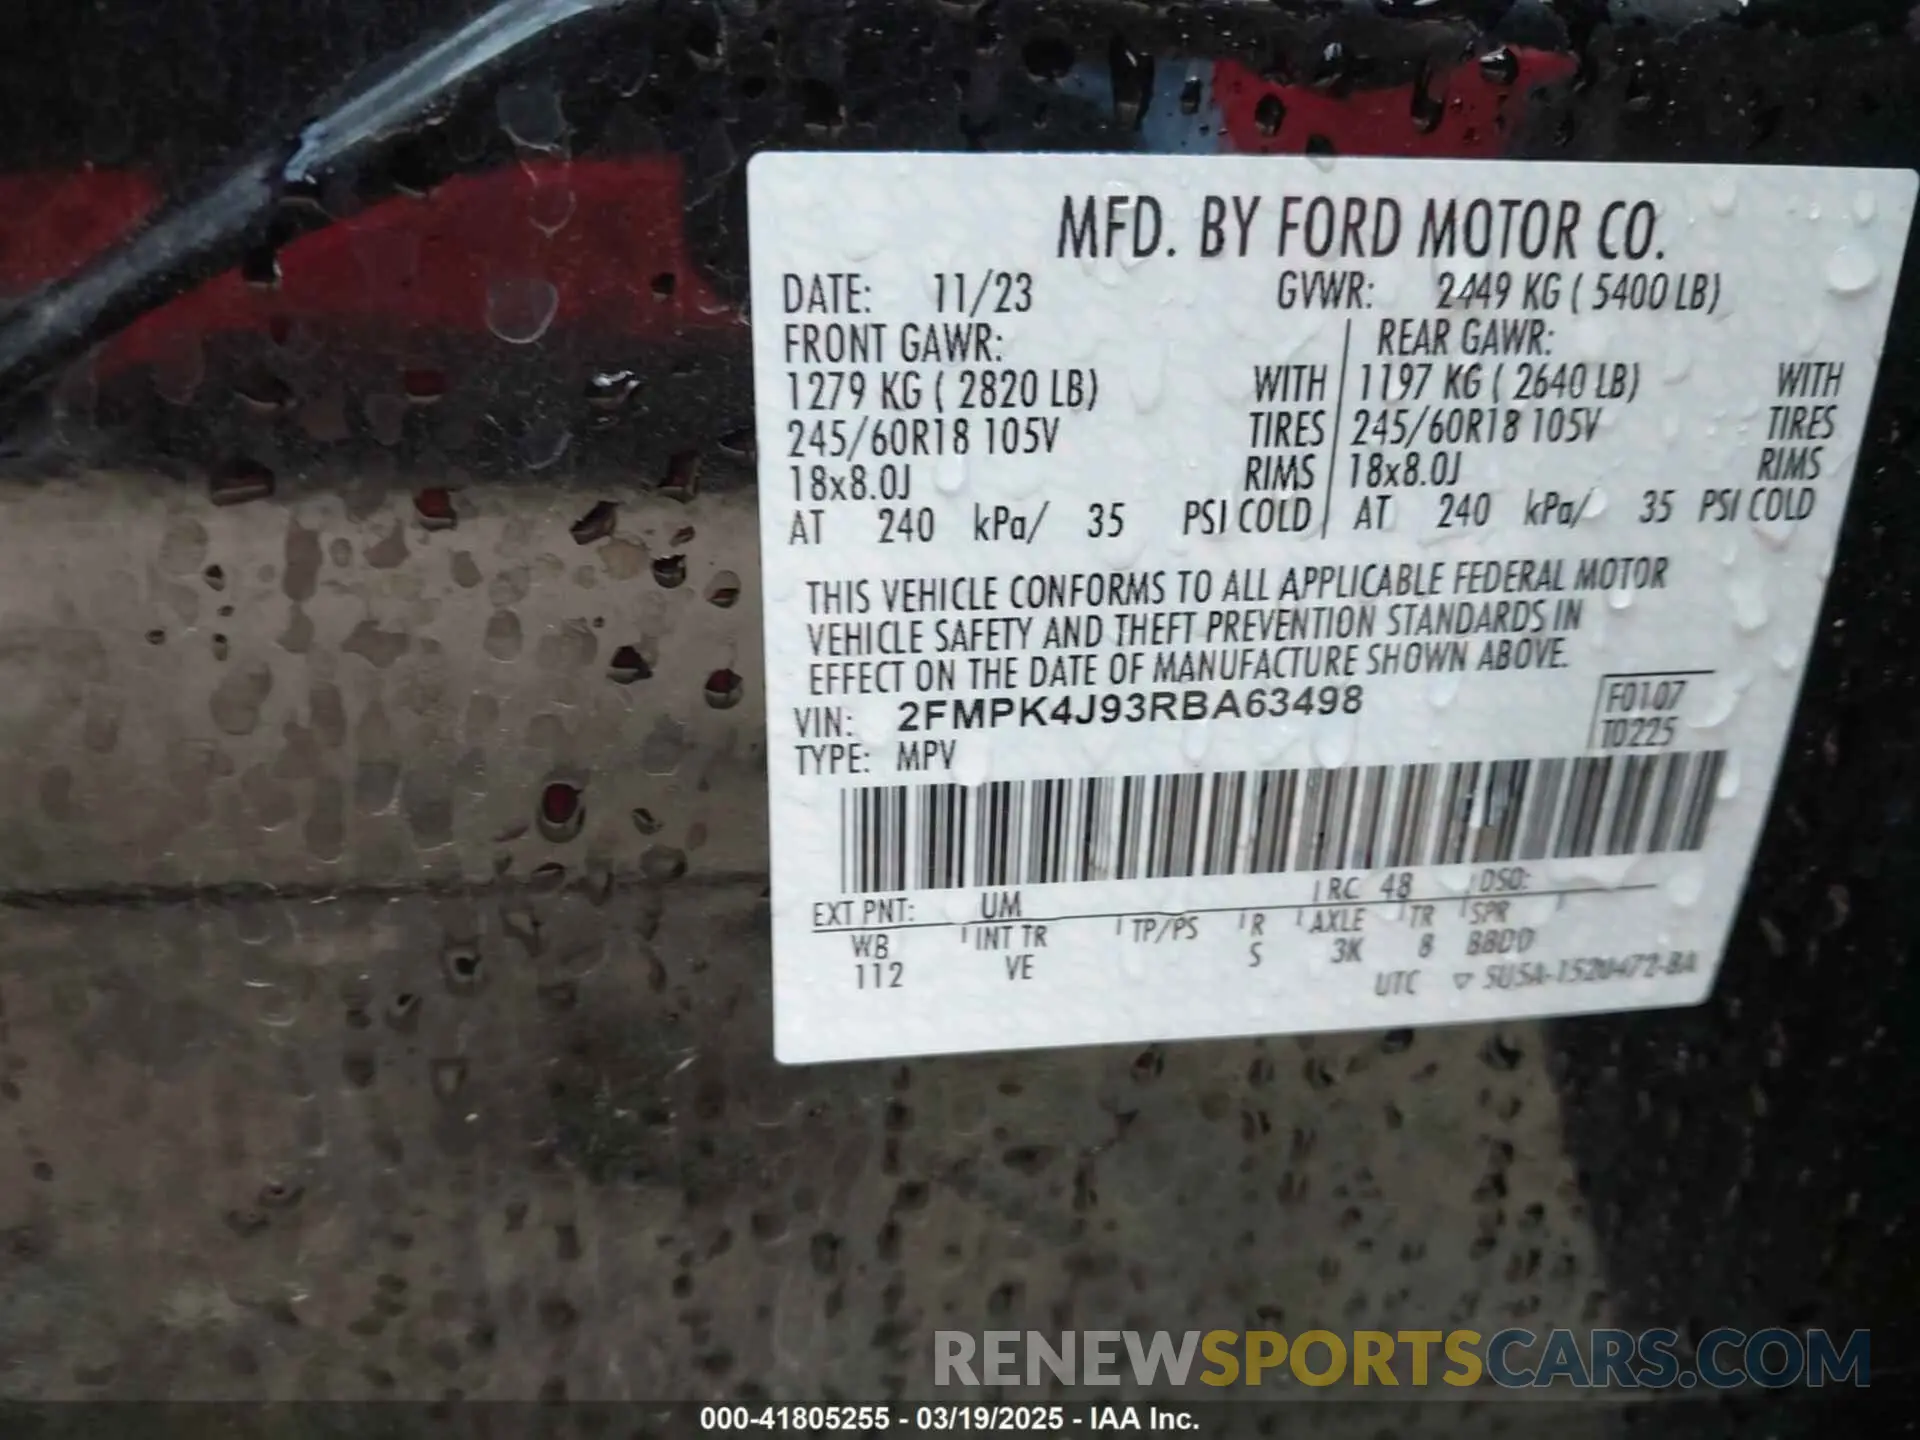 MFD. BY FORD MOTOR CO.
DATE: 11/23 GVWR: 2449 KG ( 5400 LB)
FRONT GAWR: REAR GAWR:
1279 KG ( 2820 LB) WITH 1197 KG ( 2640 LB) WITH
245/60R18 105V TIRES 245/60R18 105V TIRES
18x8.0J RIMS 18x8.0J RIMS
AT 240 kPa/ 35 PSI COLD AT 240 kPa/ 35 PSI COLD
THIS VEHICLE CONFORMS TO ALL APPLICABLE FEDERAL MOTOR
VEHICLE SAFETY AND THEFT PREVENTION STANDARDS IN
EFFECT ON THE DATE OF MANUFACTURE SHOWN ABOVE.
VIN: 2FMPK4J93RBA63498 F0107
TYPE: MPV T0225
EXT PNT: UM RC 48 DSO:
WB INT TR TP/PS R AXLE TR SPR
112 VE S 3K 8 BBDD
UTC
RENEWSPORTSCARS.COM
000-41805255 - 03/19/2025 - IAA Inc.